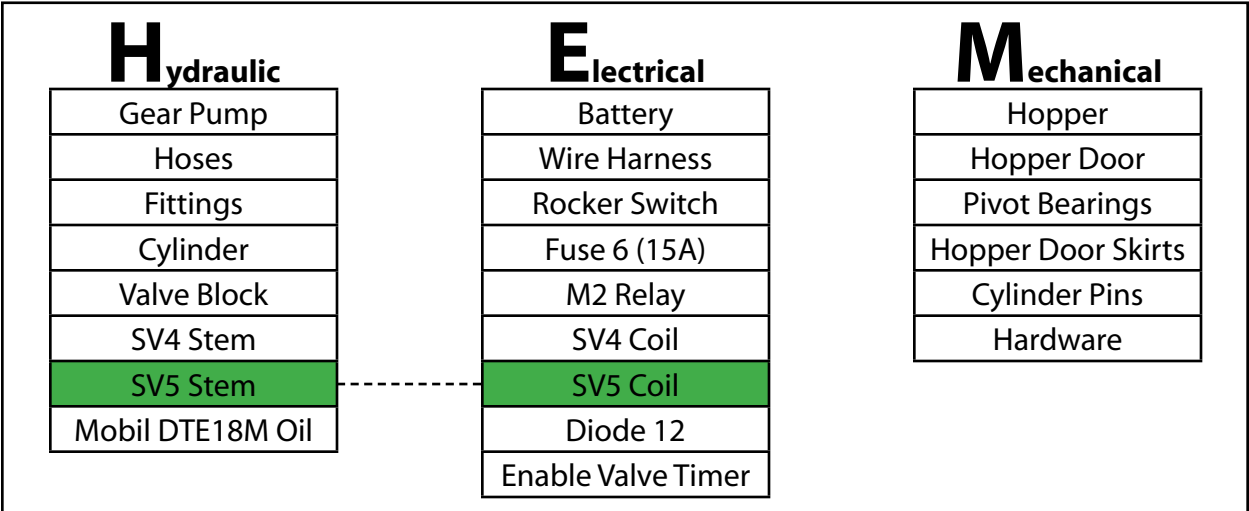 Hydraulic
Gear Pump
Hoses
Fittings
Cylinder
Valve Block
SV4 Stem
SV5 Stem
Mobil DTE18M Oil
Electrical
Battery
Wire Harness
Rocker Switch
Fuse 6 (15A)
M2 Relay
SV4 Coil
SV5 Coil
Diode 12
Enable Valve Timer
Mechanical
Hopper
Hopper Door
Pivot Bearings
Hopper Door Skirts
Cylinder Pins
Hardware